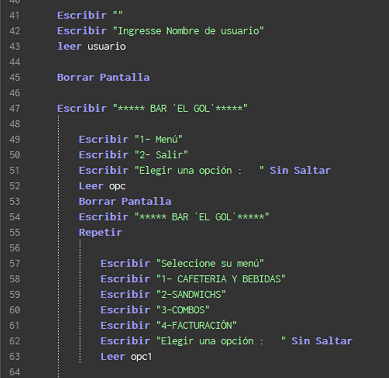 40
41 Escribir ""
42 Escribir "Ingresse Nombre de usuario"
43 leer usuario
44
45 Borrar Pantalla
46
47 Escribir "***** BAR `EL GOL`*****"
48
49 Escribir "1- Menú"
50 Escribir "2- Salir"
51 Escribir "Elegir una opción :   " Sin Saltar
52 Leer opc
53 Borrar Pantalla
54 Escribir "***** BAR `EL GOL`*****"
55 Repetir
56
57 Escribir "Seleccione su menú"
58 Escribir "1- CAFETERIA Y BEBIDAS"
59 Escribir "2-SANDWICHS"
60 Escribir "3-COMBOS"
61 Escribir "4-FACTURACIÓN"
62 Escribir "Elegir una opción :   " Sin Saltar
63 Leer opc1
64